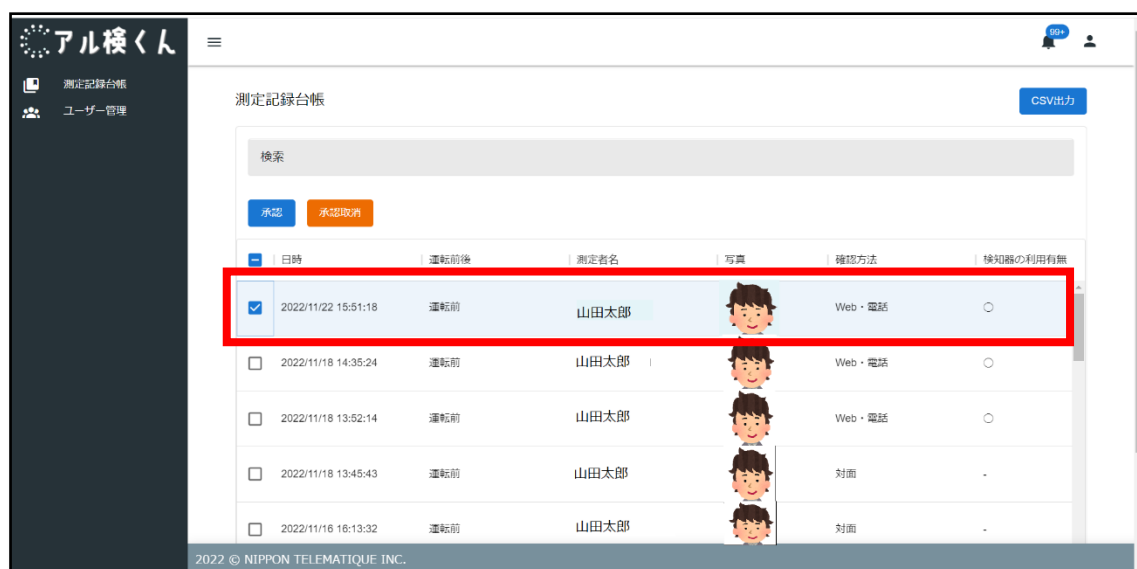 アル検くん
99+
測定記録台帳
ユーザー管理
測定記録台帳
CSV出力
検索
承認 承認取消
日時 運転前後 測定者名 写真 確認方法 検知器の利用有無
2022/11/22 15:51:18 運転前 山田太郎 Web・電話 ○
2022/11/18 14:35:24 運転前 山田太郎 Web・電話 ○
2022/11/18 13:52:14 運転前 山田太郎 Web・電話 ○
2022/11/18 13:45:43 運転前 山田太郎 対面 -
2022/11/16 16:13:32 運転前 山田太郎 対面 -
2022 © NIPPON TELEMATIQUE INC.